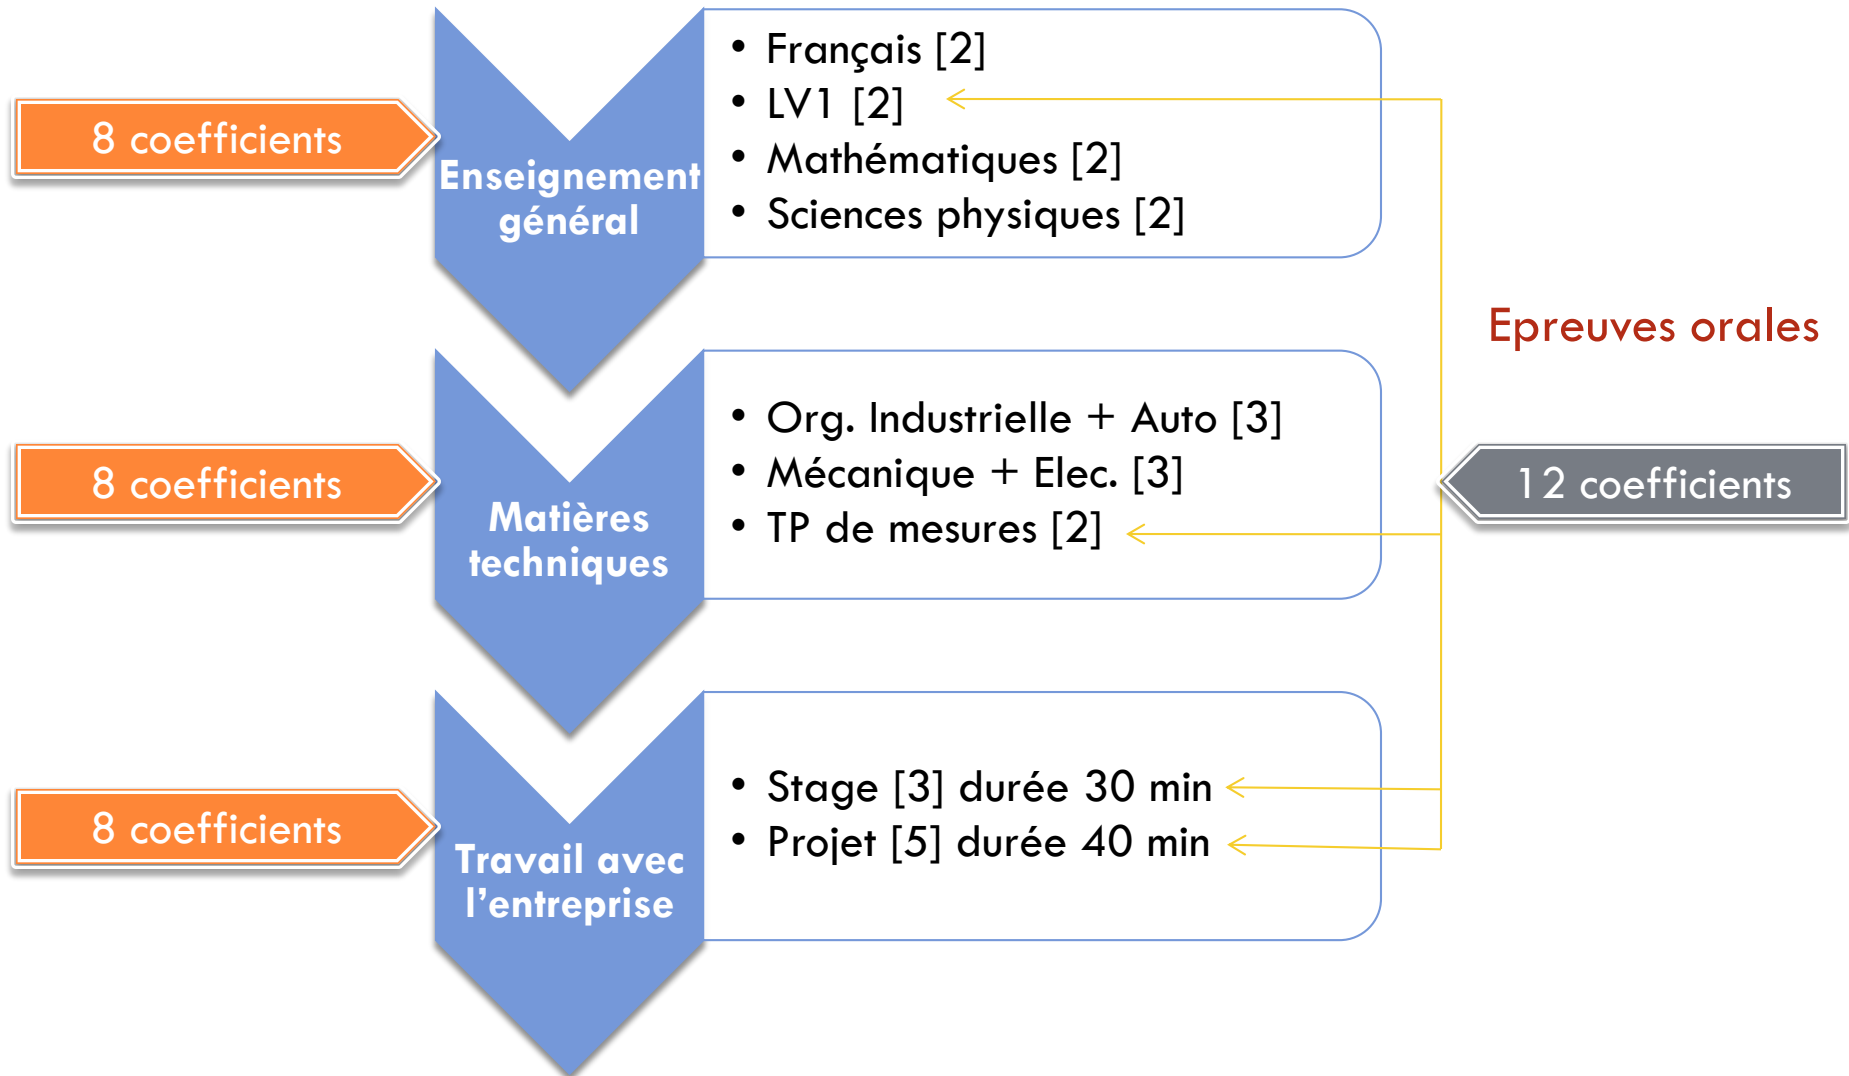 8 coefficients
Enseignement
général
• Français [2]
• LV1 [2]
• Mathématiques [2]
• Sciences physiques [2]
Epreuves orales
8 coefficients
Matières
techniques
• Org. Industrielle + Auto [3]
• Mécanique + Elec. [3]
• TP de mesures [2]
12 coefficients
8 coefficients
Travail avec
l’entreprise
• Stage [3] durée 30 min
• Projet [5] durée 40 min